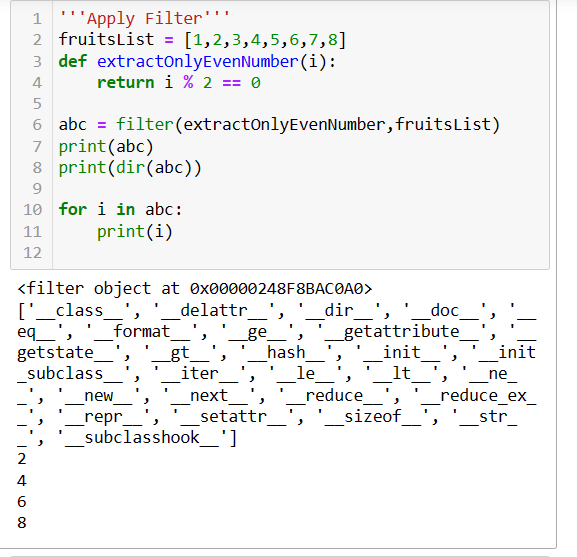 1 '''Apply Filter'''
2 fruitsList = [1,2,3,4,5,6,7,8]
3 def extractOnlyEvenNumber(i):
4     return i % 2 == 0
5
6 abc = filter(extractOnlyEvenNumber,fruitsList)
7 print(abc)
8 print(dir(abc))
9
10 for i in abc:
11     print(i)
12
<filter object at 0x00000248F8BAC0A0>
['__class__', '__delattr__', '__dir__', '__doc__', '__
eq__', '__format__', '__ge__', '__getattribute__', '__
getstate__', '__gt__', '__hash__', '__init__', '__init
_subclass__', '__iter__', '__le__', '__lt__', '__ne_
_', '__new__', '__next__', '__reduce__', '__reduce_ex_
_', '__repr__', '__setattr__', '__sizeof__', '__str_
_', '__subclasshook__']
2
4
6
8